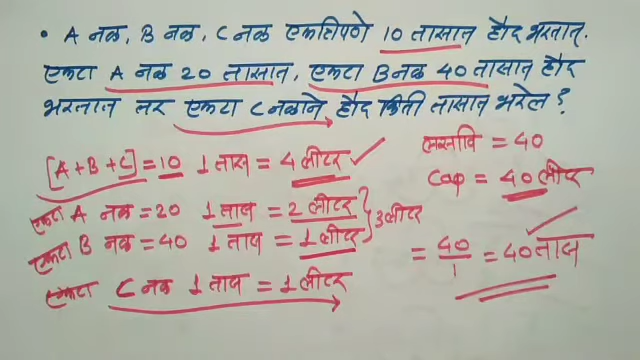 • A नळ, B नळ, C नळ एकत्रितपणे 10 तासात हौद भरतात.
एकटा A नळ 20 तासात, एकटा B नळ 40 तासात हौद
भरतात तर एकटा C नळाने हौद किती तासात भरेल ?
[A+B+C] = 10 1 तास = 4 लीटर
एकटा A नळ = 20 1 तास = 2 लीटर
एकटा B नळ = 40 1 तास = 1 लीटर
3 लीटर
एकटा C नळ 1 तास = 1 लीटर
लसावि = 40
Cap = 40 लीटर
= 40/1 = 40 तास